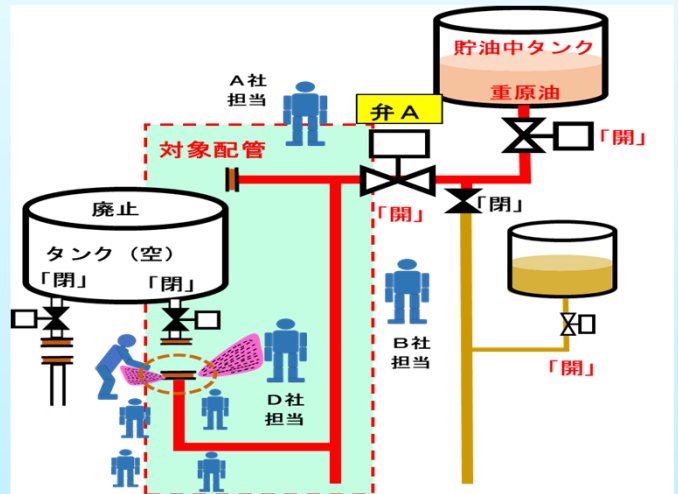 貯油中タンク
重原油
「開」
A社
担当
弁A
対象配管
「開」
「閉」
廃止
タンク（空）
「閉」
「閉」
B社
担当
「開」
D社
担当